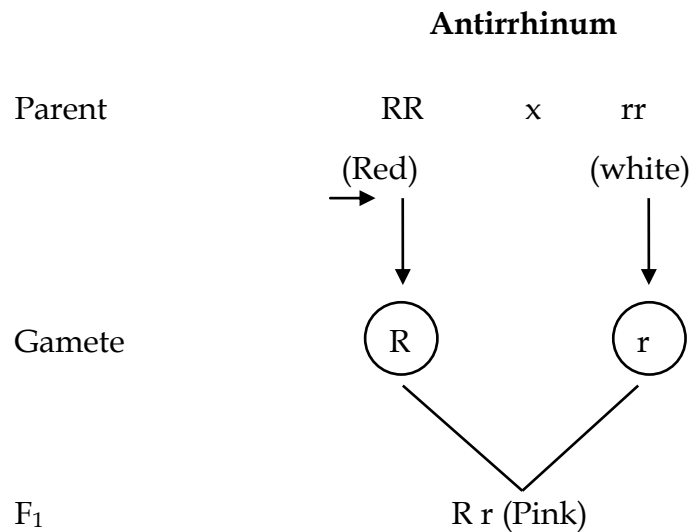 Antirrhinum
Parent RR x rr
(Red) (white)
Gamete R r
F₁ R r (Pink)